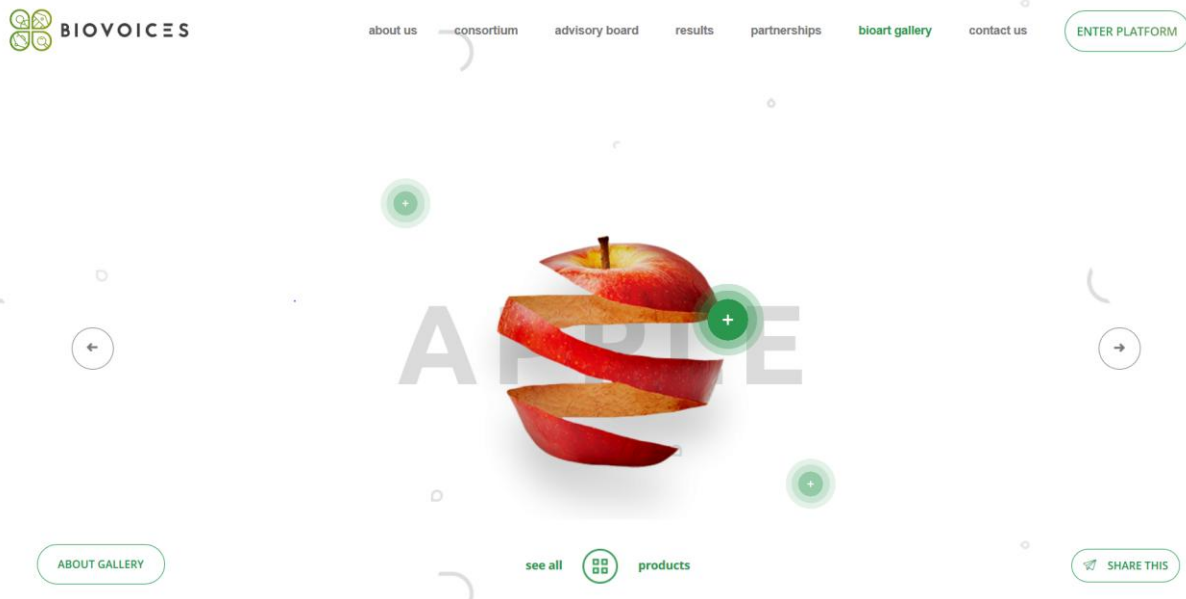 BIOVOICES
about us
consortium
advisory board
results
partnerships
bioart gallery
contact us
ENTER PLATFORM
APPLE
ABOUT GALLERY
see all
products
SHARE THIS